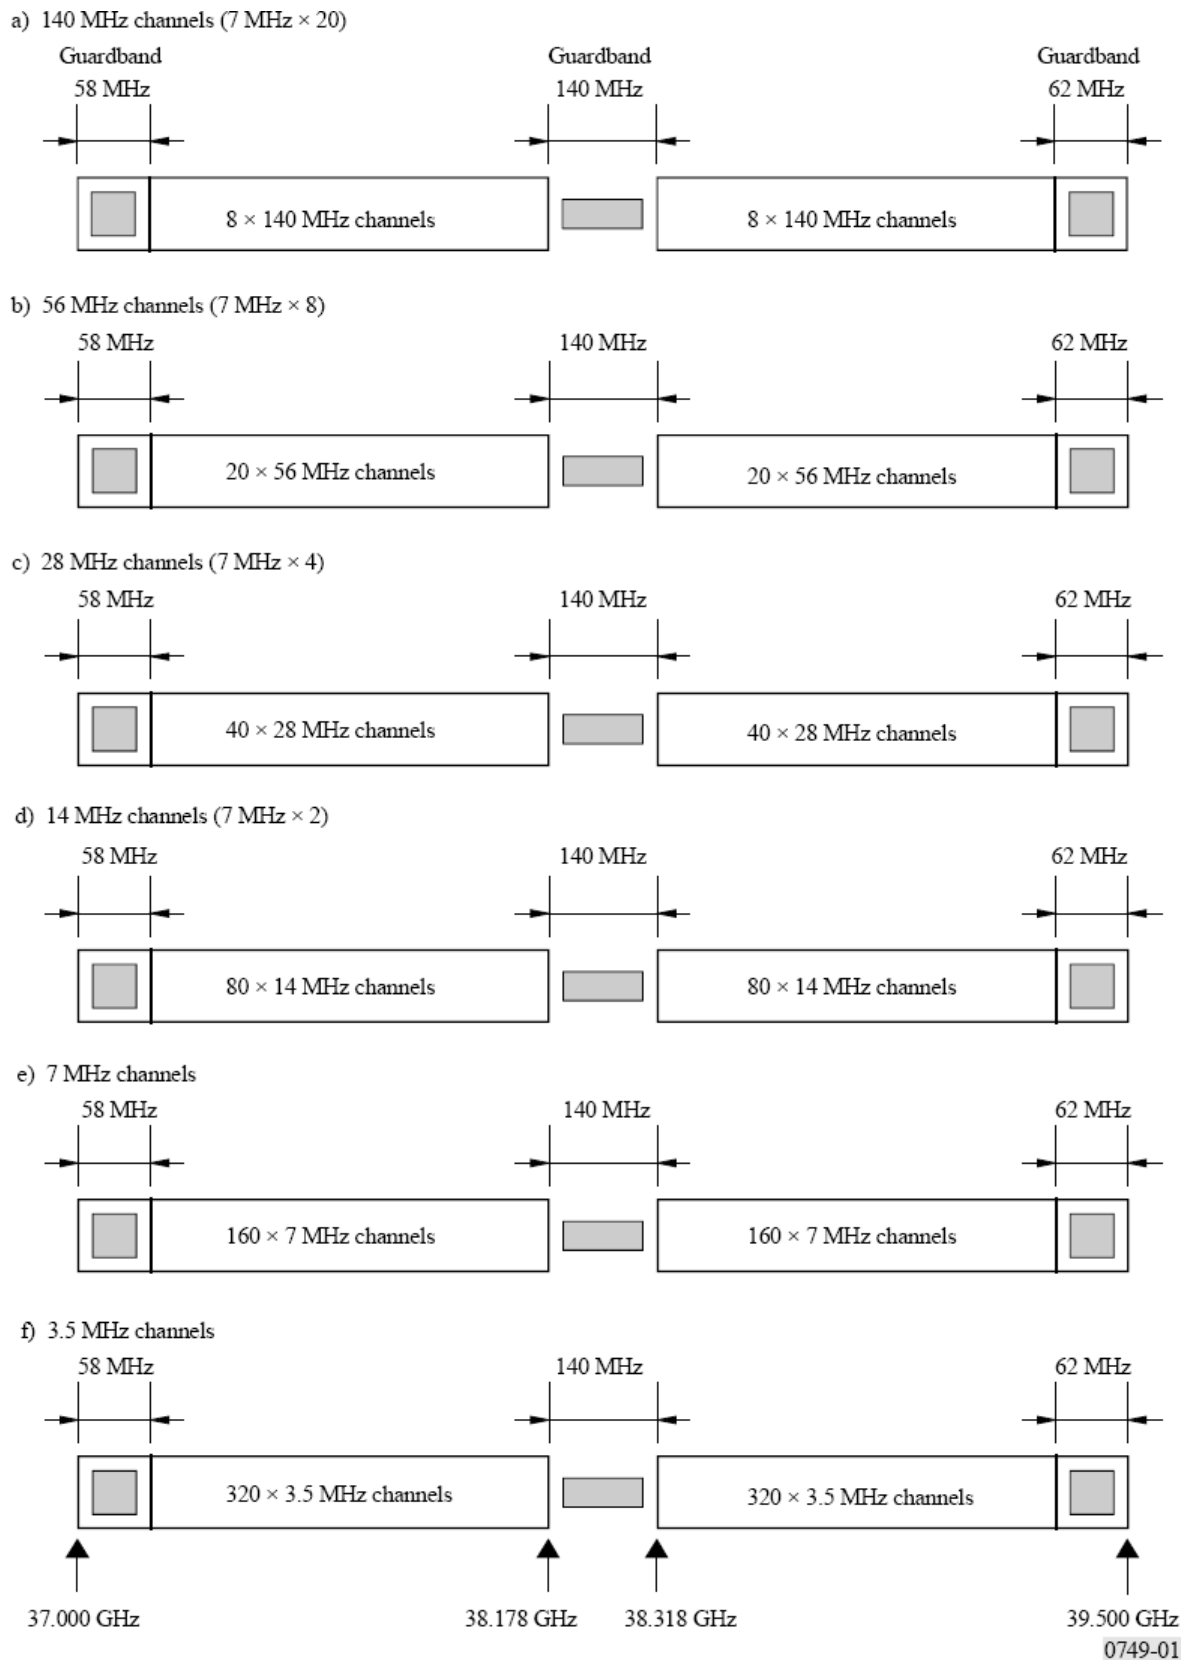 a) 140 MHz channels (7 MHz × 20)
Guardband Guardband Guardband
58 MHz 140 MHz 62 MHz
8 × 140 MHz channels 8 × 140 MHz channels
b) 56 MHz channels (7 MHz × 8)
58 MHz 140 MHz 62 MHz
20 × 56 MHz channels 20 × 56 MHz channels
c) 28 MHz channels (7 MHz × 4)
58 MHz 140 MHz 62 MHz
40 × 28 MHz channels 40 × 28 MHz channels
d) 14 MHz channels (7 MHz × 2)
58 MHz 140 MHz 62 MHz
80 × 14 MHz channels 80 × 14 MHz channels
e) 7 MHz channels
58 MHz 140 MHz 62 MHz
160 × 7 MHz channels 160 × 7 MHz channels
f) 3.5 MHz channels
58 MHz 140 MHz 62 MHz
320 × 3.5 MHz channels 320 × 3.5 MHz channels
37.000 GHz 38.178 GHz 38.318 GHz 39.500 GHz
0749-01